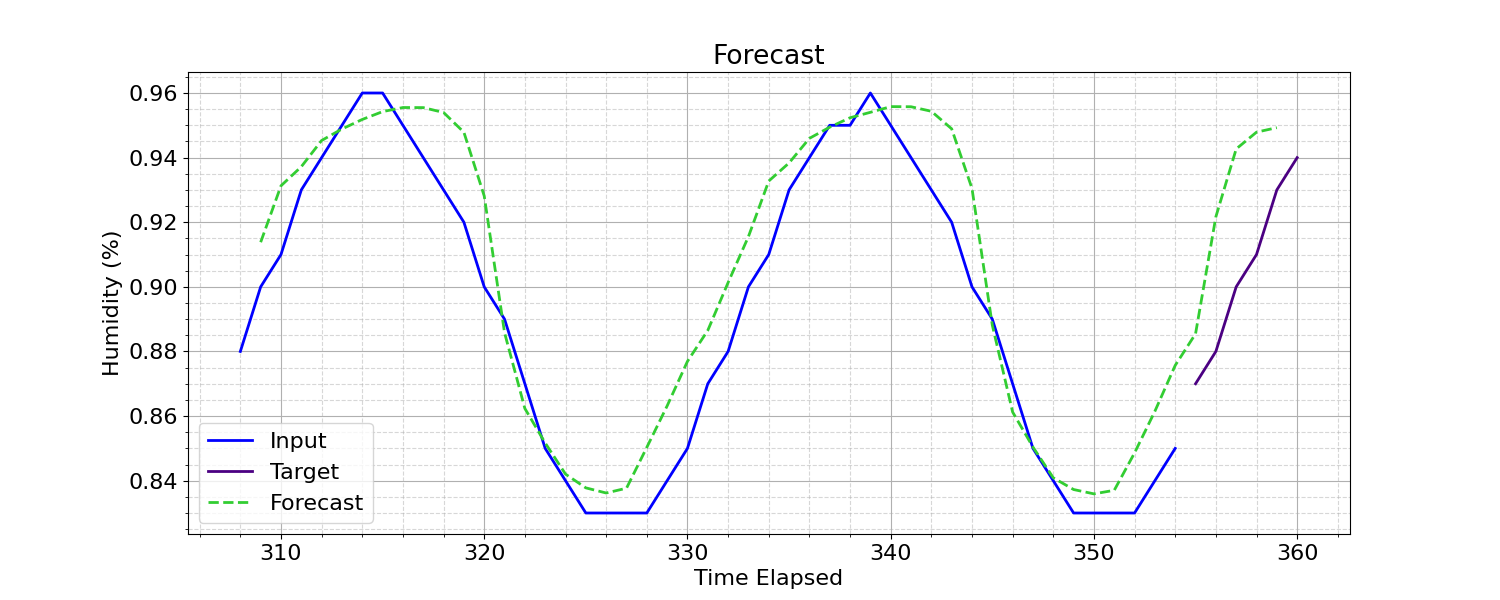 Forecast
Humidity (%)
0.96
0.94
0.92
0.90
0.88
0.86
0.84
Input
Target
Forecast
310 320 330 340 350 360
Time Elapsed